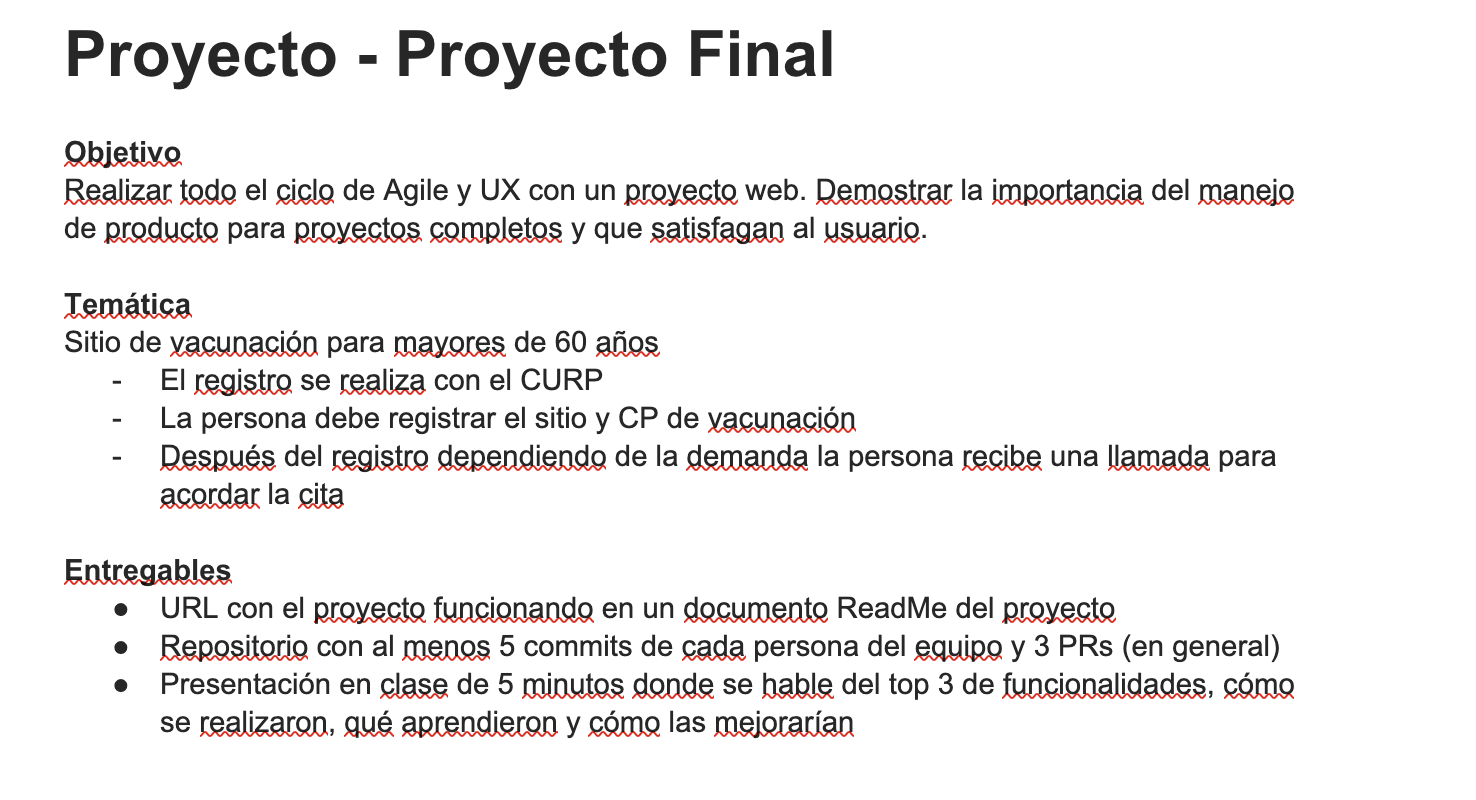 Proyecto - Proyecto Final
Objetivo
Realizar todo el ciclo de Agile y UX con un proyecto web. Demostrar la importancia del manejo
de producto para proyectos completos y que satisfagan al usuario.
Temática
Sitio de vacunación para mayores de 60 años
- El registro se realiza con el CURP
- La persona debe registrar el sitio y CP de vacunación
- Después del registro dependiendo de la demanda la persona recibe una llamada para
acordar la cita
Entregables
● URL con el proyecto funcionando en un documento ReadMe del proyecto
● Repositorio con al menos 5 commits de cada persona del equipo y 3 PRs (en general)
● Presentación en clase de 5 minutos donde se hable del top 3 de funcionalidades, cómo
se realizaron, qué aprendieron y cómo las mejorarían